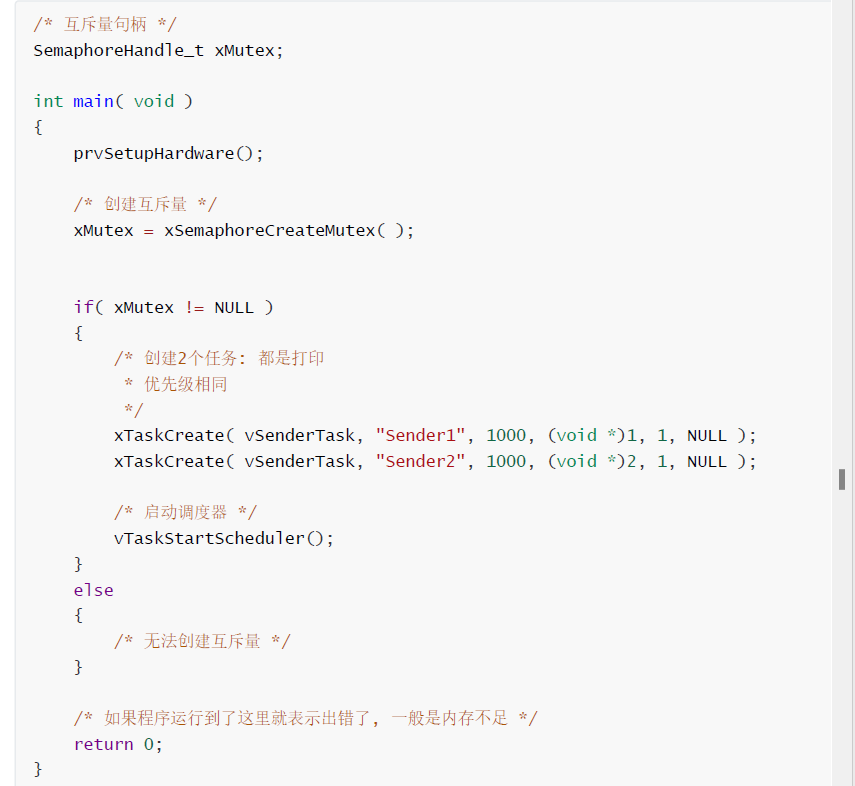 /* 互斥量句柄 */
SemaphoreHandle_t xMutex;
int main( void )
{
prvSetupHardware();
/* 创建互斥量 */
xMutex = xSemaphoreCreateMutex( );
if( xMutex != NULL )
{
/* 创建2个任务: 都是打印
* 优先级相同
*/
xTaskCreate( vSenderTask, "Sender1", 1000, (void *)1, 1, NULL );
xTaskCreate( vSenderTask, "Sender2", 1000, (void *)2, 1, NULL );
/* 启动调度器 */
vTaskStartScheduler();
}
else
{
/* 无法创建互斥量 */
}
/* 如果程序运行到了这里就表示出错了, 一般是内存不足 */
return 0;
}